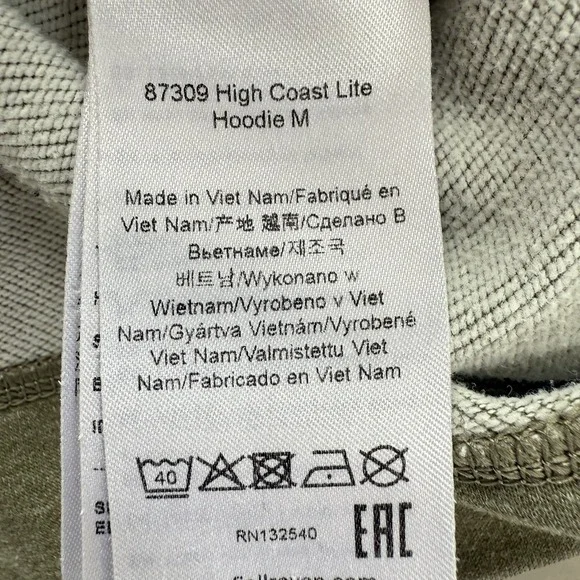 87309 High Coast Lite
Hoodie M
Made in Viet Nam/Fabriqué en
Viet Nam/产地 越南/Сделано В
Вьетнаме/제조국
베트남/Wykonano w
Wietnam/Vyrobeno v Viet
Nam/Gyártva Vietnám/Vyrobené
Viet Nam/Valmistettu Viet
Nam/Fabricado en Viet Nam
40
RN132540
EAC